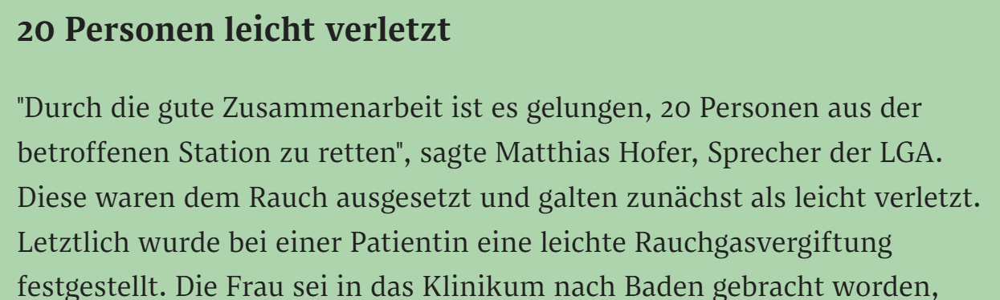 20 Personen leicht verletzt
"Durch die gute Zusammenarbeit ist es gelungen, 20 Personen aus der
betroffenen Station zu retten", sagte Matthias Hofer, Sprecher der LGA.
Diese waren dem Rauch ausgesetzt und galten zunächst als leicht verletzt.
Letztlich wurde bei einer Patientin eine leichte Rauchgasvergiftung
festgestellt. Die Frau sei in das Klinikum nach Baden gebracht worden,